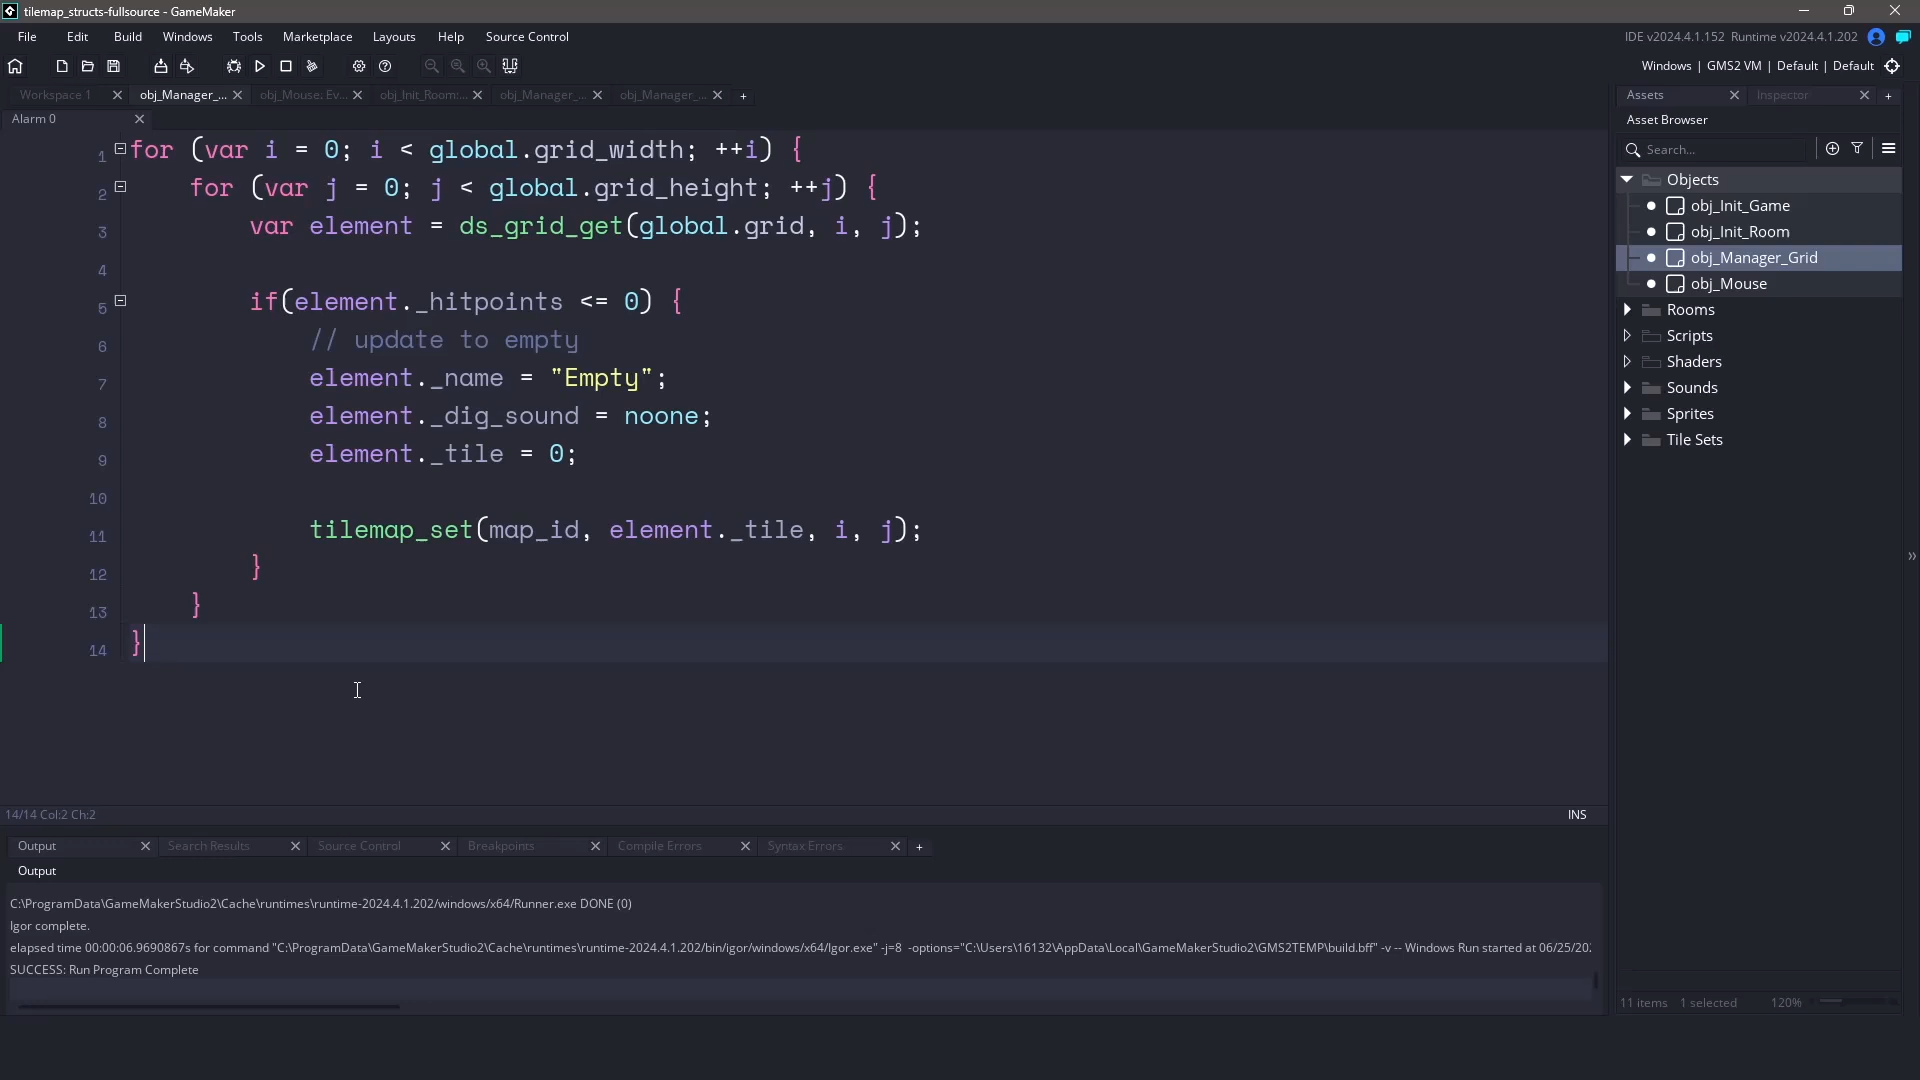 tilemap_structs-fullsource - GameMaker
File Edit Build Windows Tools Marketplace Layouts Help Source Control
IDE v2024.4.1.152 Runtime v2024.4.1.202
Windows | GMS2 VM | Default | Default
Workspace 1 obj_Manager_... obj_Mouse: Ev... obj_Init_Room:... obj_Manager_... obj_Manager_... +
Alarm 0
1 for (var i = 0; i < global.grid_width; ++i) {
2 for (var j = 0; j < global.grid_height; ++j) {
3 var element = ds_grid_get(global.grid, i, j);
4
5 if(element._hitpoints <= 0) {
6 // update to empty
7 element._name = "Empty";
8 element._dig_sound = noone;
9 element._tile = 0;
10
11 tilemap_set(map_id, element._tile, i, j);
12 }
13 }
14 }
14/14 Col:2 Ch:2
INS
Output Search Results Source Control Breakpoints Compile Errors Syntax Errors +
Output
C:\ProgramData\GameMakerStudio2\Cache\runtimes\runtime-2024.4.1.202/windows/x64/Runner.exe DONE (0)
Igor complete.
elapsed time 00:00:06.9690867s for command "C:\ProgramData\GameMakerStudio2\Cache\runtimes\runtime-2024.4.1.202/bin/igor/windows/x64/Igor.exe" -j=8 -options="C:\Users\16132\AppData\Local\GameMakerStudio2\GMS2TEMP\build.bff" -v -- Windows Run started at 06/25/202
SUCCESS: Run Program Complete
Assets Inspector +
Asset Browser
Search...
Objects
obj_Init_Game
obj_Init_Room
obj_Manager_Grid
obj_Mouse
Rooms
Scripts
Shaders
Sounds
Sprites
Tile Sets
11 items 1 selected 120%